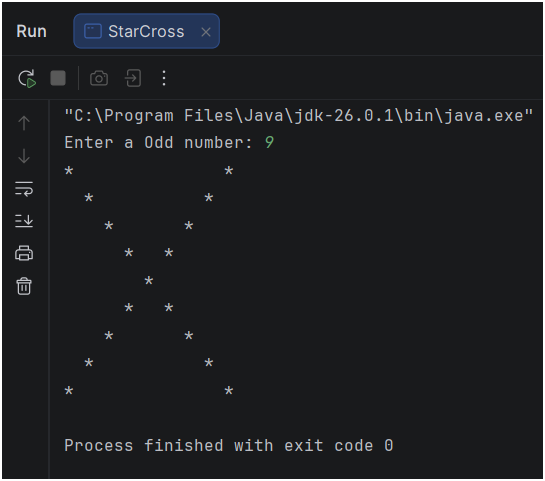 Run StarCross ×
"C:\Program Files\Java\jdk-26.0.1\bin\java.exe"
Enter a Odd number: 9
*               *
  *           *
    *       *
      *   *
        *
      *   *
    *       *
  *           *
*               *
Process finished with exit code 0